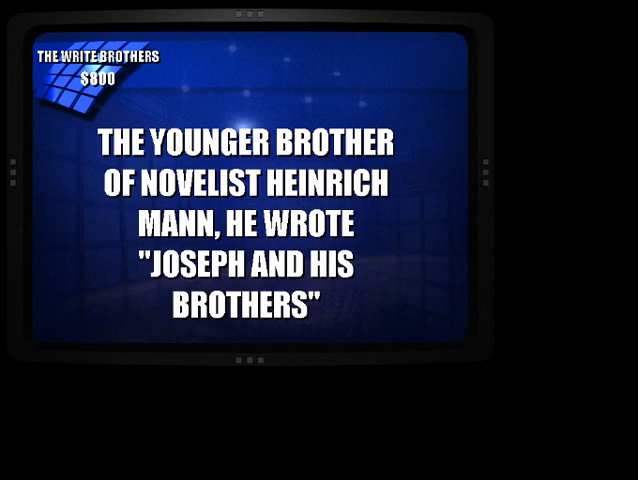 THE WRITE BROTHERS
$800
THE YOUNGER BROTHER
OF NOVELIST HEINRICH
MANN, HE WROTE
"JOSEPH AND HIS
BROTHERS"